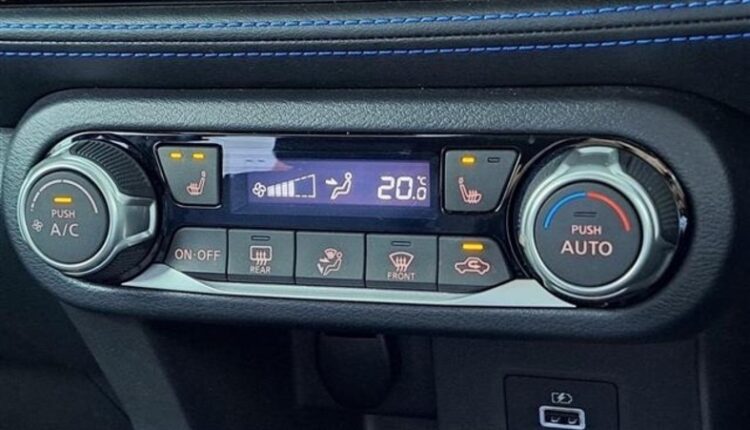 PUSH
A/C
20.0
°C
ON·OFF
REAR
FRONT
PUSH
AUTO